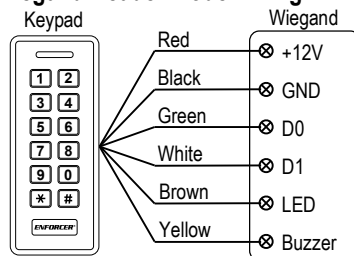 Keypad
Wiegand
Red
+12V
Black
GND
Green
D0
White
D1
Brown
LED
Yellow
Buzzer
1 2
3 4
5 6
7 8
9 0
* #
ENFORCER